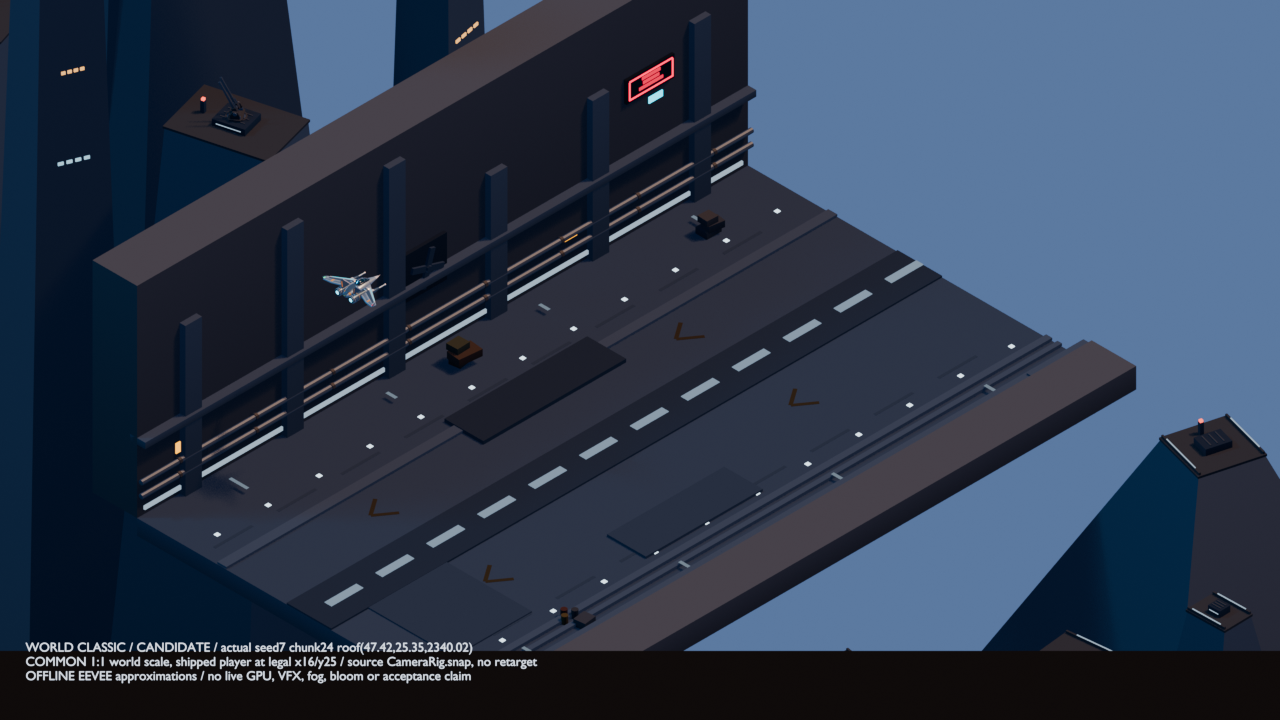 WORLD CLASSIC / CANDIDATE / actual seed7 chunk24 roof(47.42,25.35,2340.02)
COMMON 1:1 world scale, shipped player at legal x16/y25 / source CameraRig.snap, no retarget
OFFLINE EEVEE approximations / no live GPU, VFX, fog, bloom or acceptance claim